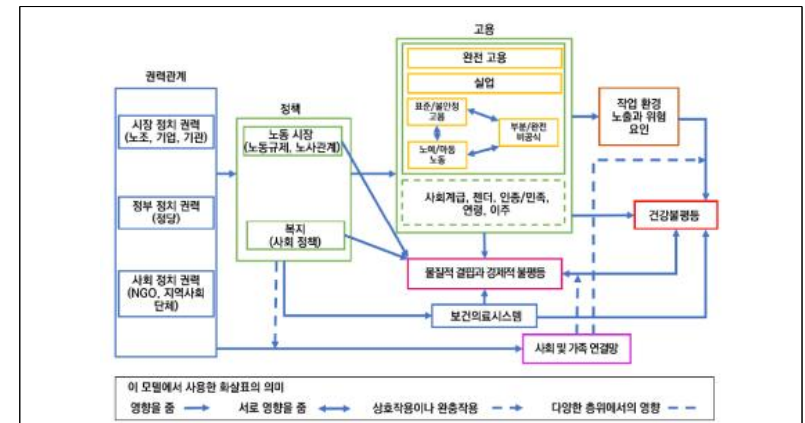 고용
완전 고용
실업
표준/불안정
고용
부분/완전
비공식
노예/아동
노동
사회계급, 젠더, 인종/민족,
연령, 이주
권력관계
시장 정치 권력
(노조, 기업, 기관)
정부 정치 권력
(정당)
사회 정치 권력
(NGO, 지역사회
단체)
정책
노동 시장
(노동규제, 노사관계)
복지
(사회 정책)
작업 환경
노출과 위험
요인
건강불평등
물질적 결핍과 경제적 불평등
보건의료시스템
사회 및 가족 연결망
이 모델에서 사용한 화살표의 의미
영향을 줌
서로 영향을 줌
상호작용이나 완충작용
다양한 층위에서의 영향